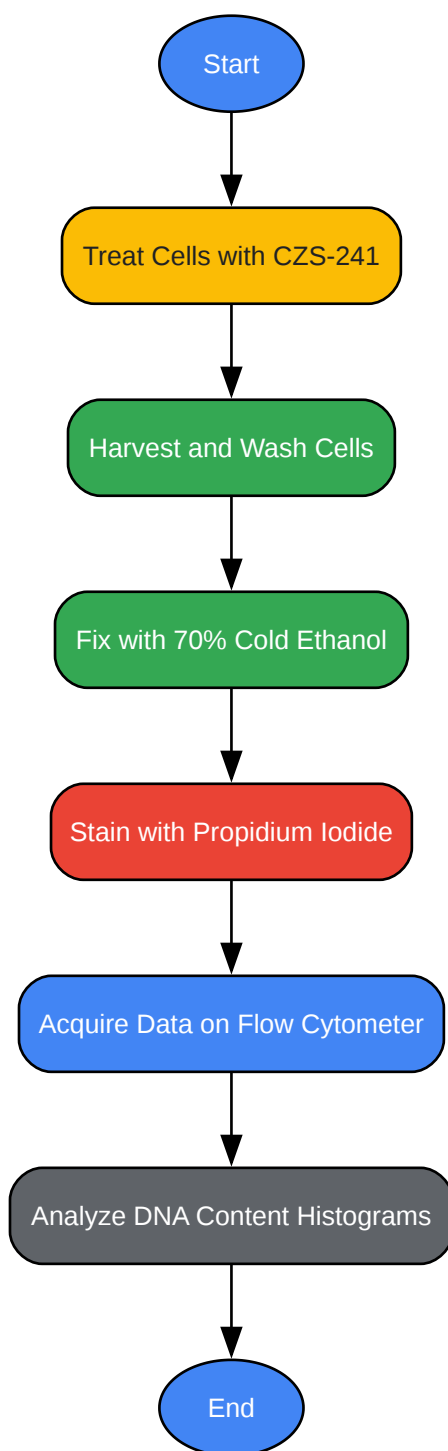 Start
Treat Cells with CZS-241
Harvest and Wash Cells
Fix with 70% Cold Ethanol
Stain with Propidium Iodide
Acquire Data on Flow Cytometer
Analyze DNA Content Histograms
End